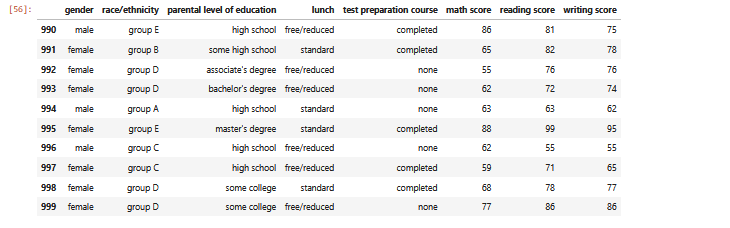 [56]: gender race/ethnicity parental level of education lunch test preparation course math score reading score writing score
990 male group E high school free/reduced completed 86 81 75
991 female group B some high school standard completed 65 82 78
992 female group D associate's degree free/reduced none 55 76 76
993 female group D bachelor's degree free/reduced none 62 72 74
994 male group A high school standard none 63 63 62
995 female group E master's degree standard completed 88 99 95
996 male group C high school free/reduced none 62 55 55
997 female group C high school free/reduced completed 59 71 65
998 female group D some college standard completed 68 78 77
999 female group D some college free/reduced none 77 86 86